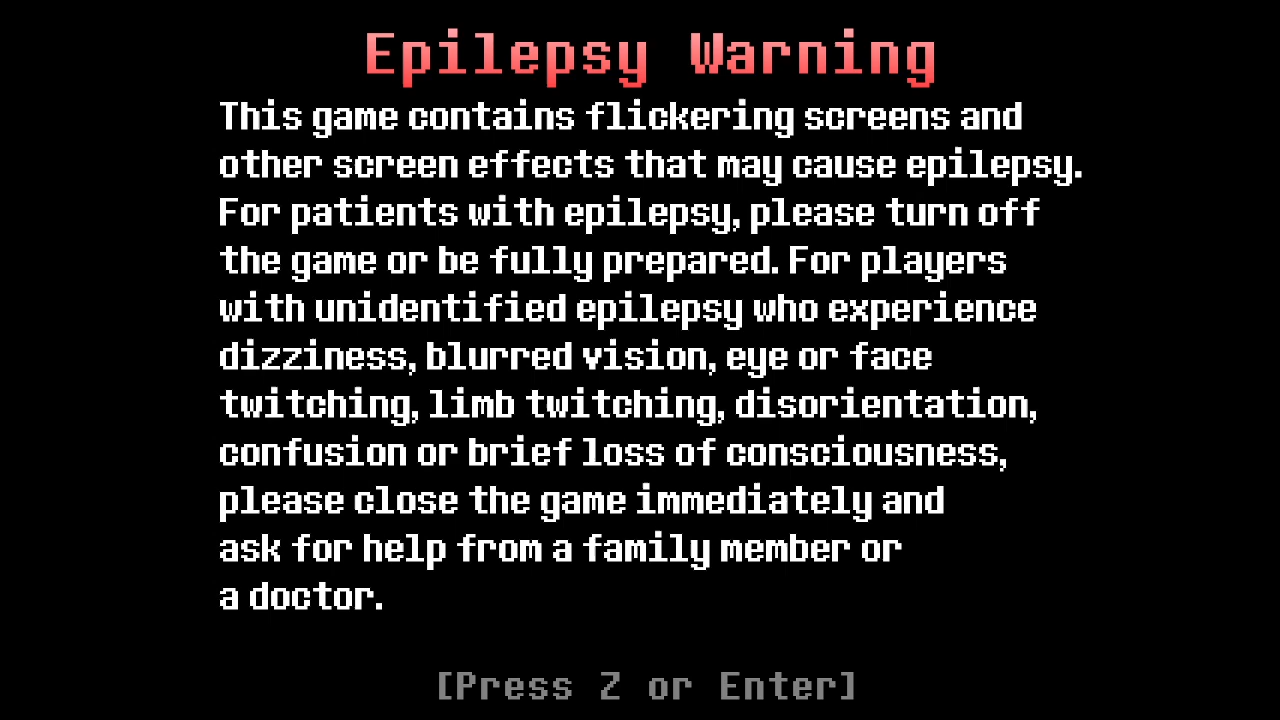 Epilepsy Warning
This game contains flickering screens and
other screen effects that may cause epilepsy.
For patients with epilepsy, please turn off
the game or be fully prepared. For players
with unidentified epilepsy who experience
dizziness, blurred vision, eye or face
twitching, limb twitching, disorientation,
confusion or brief loss of consciousness,
please close the game immediately and
ask for help from a family member or
a doctor.
[Press Z or Enter]